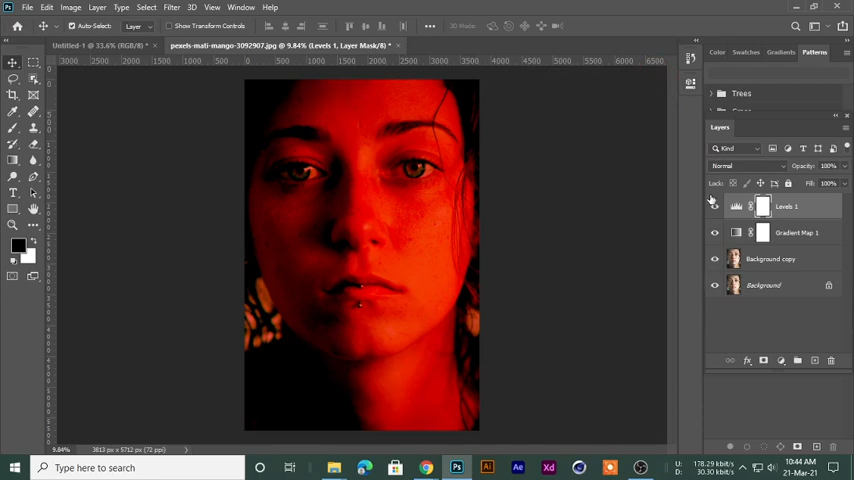 File Edit Image Layer Type Select Filter 3D View Window Help
Auto-Select: Layer Show Transform Controls 3D Mode:
Untitled-1 @ 33.6% (RGB/8) * × pexels-mati-mango-3092907.jpg @ 9.84% (Levels 1, Layer Mask/8) * ×
3000 2500 2000 1500 1000 500 0 500 1000 1500 2000 2500 3000 3500 4000 4500 5000 5500 6000 6500
Color Swatches Gradients Patterns
Trees
Layers
Kind
Normal Opacity: 100%
Lock: Fill: 100%
Levels 1
Gradient Map 1
Background copy
Background
9.84% 3813 px x 5712 px (72 ppi)
Type here to search
U: 178.29 kbit/s
D: 30.30 kbit/s
10:44 AM
21-Mar-21